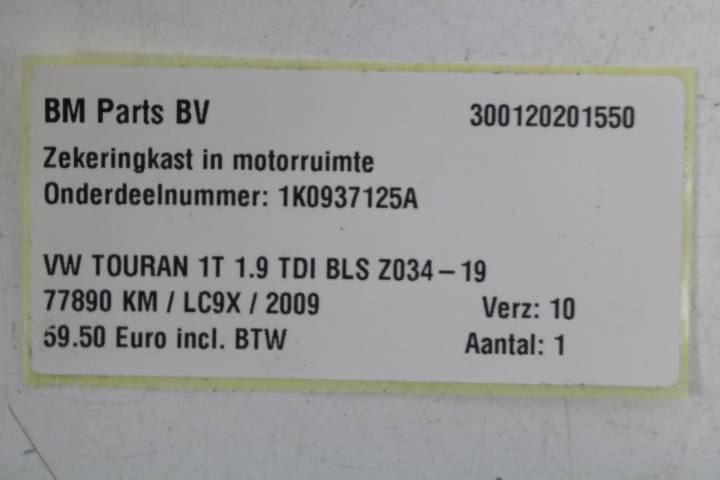 BM Parts BV 300120201550
Zekeringkast in motorruimte
Onderdeelnummer: 1K0937125A
VW TOURAN 1T 1.9 TDI BLS Z034-19
77890 KM / LC9X / 2009 Verz: 10
59.50 Euro incl. BTW Aantal: 1